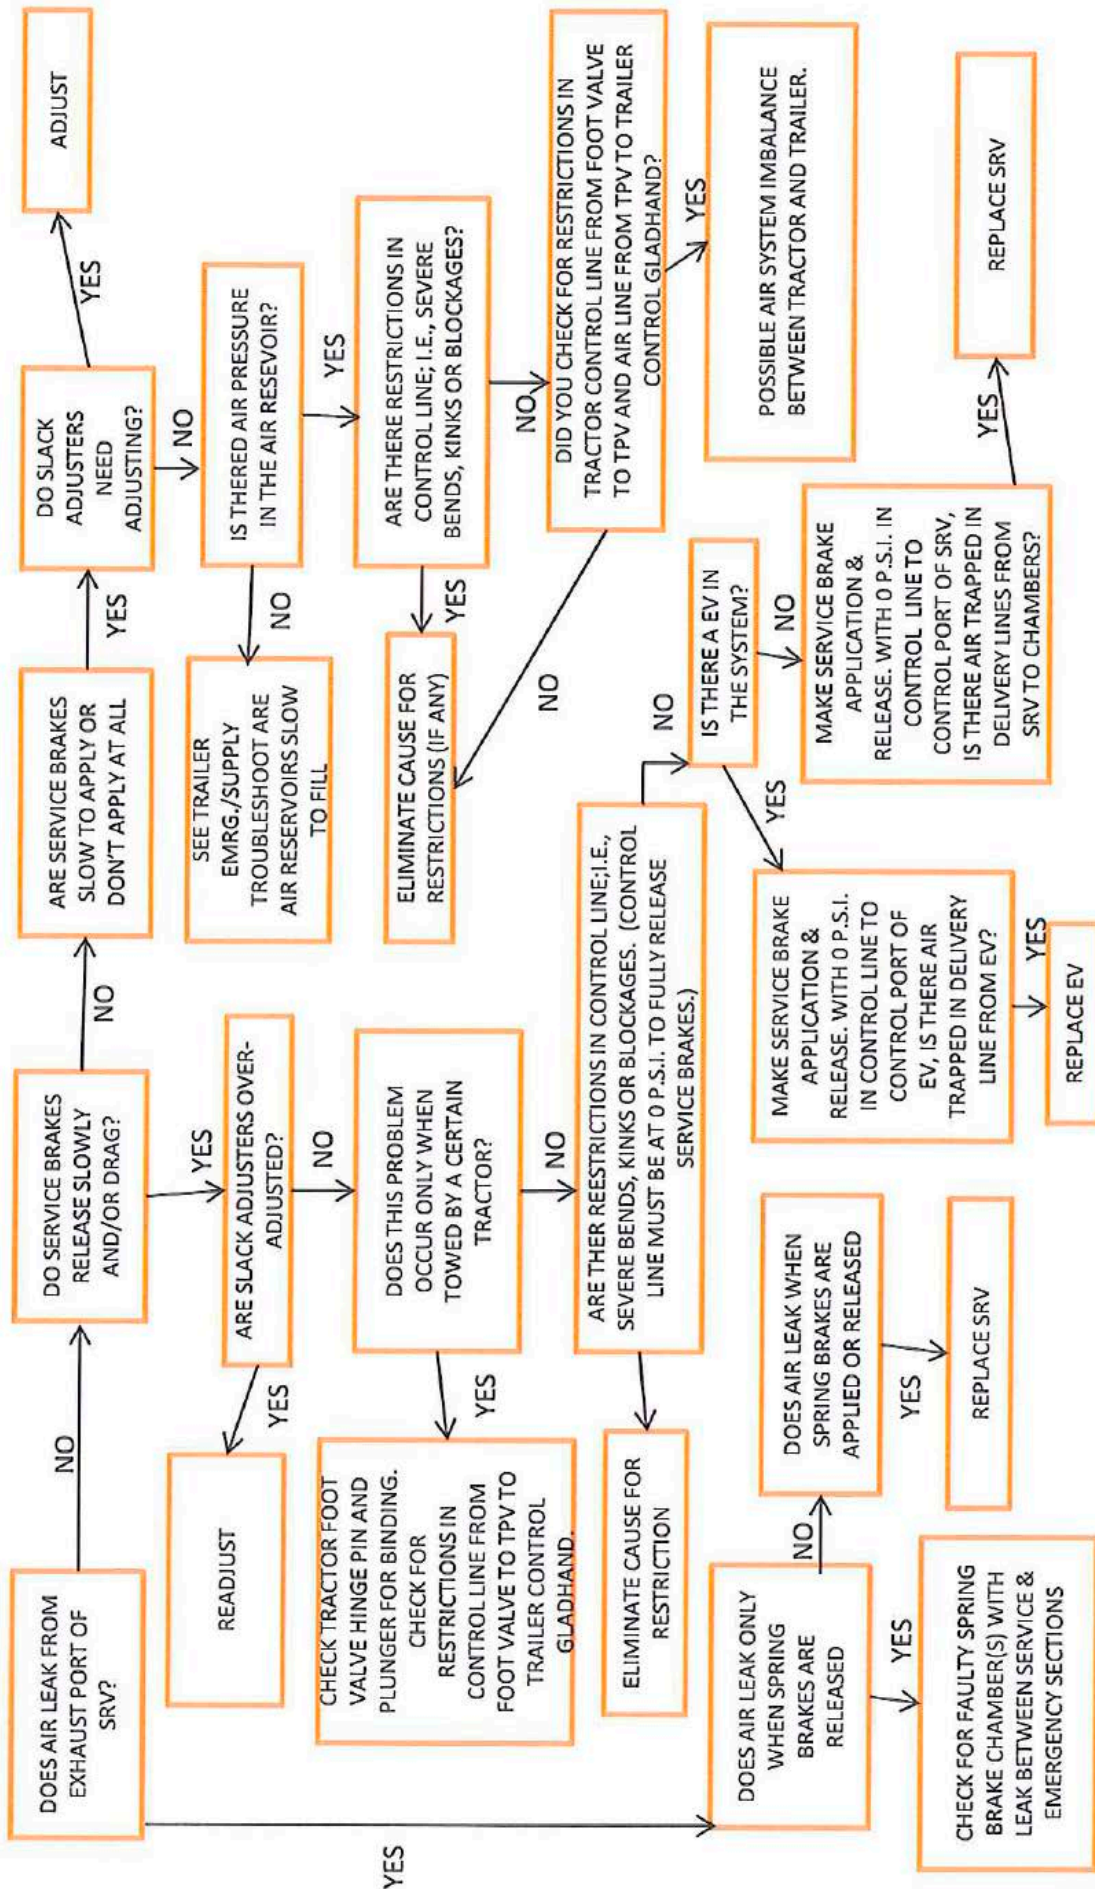 DOES AIR LEAK FROM
EXHAUST PORT OF
SRV?
NO
DO SERVICE BRAKES
RELEASE SLOWLY
AND/OR DRAG?
NO
ARE SERVICE BRAKES
SLOW TO APPLY OR
DON'T APPLY AT ALL
YES
DO SLACK
ADJUSTERS
NEED
ADJUSTING?
YES
ADJUST
NO
IS THERED AIR PRESSURE
IN THE AIR RESEVOIR?
NO
SEE TRAILER
EMRG./SUPPLY
TROUBLESHOOT ARE
AIR RESERVOIRS SLOW
TO FILL
YES
ARE THERE RESTRICTIONS IN
CONTROL LINE; I.E., SEVERE
BENDS, KINKS OR BLOCKAGES?
YES
ELIMINATE CAUSE FOR
RESTRICTIONS (IF ANY)
NO
DID YOU CHECK FOR RESTRICTIONS IN
TRACTOR CONTROL LINE FROM FOOT VALVE
TO TPV AND AIR LINE FROM TPV TO TRAILER
CONTROL GLADHAND?
NO
YES
POSSIBLE AIR SYSTEM IMBALANCE
BETWEEN TRACTOR AND TRAILER.
YES
ARE SLACK ADJUSTERS OVER-
ADJUSTED?
YES
READJUST
NO
DOES THIS PROBLEM
OCCUR ONLY WHEN
TOWED BY A CERTAIN
TRACTOR?
YES
CHECK TRACTOR FOOT
VALVE HINGE PIN AND
PLUNGER FOR BINDING.
CHECK FOR
RESTRICTIONS IN
CONTROL LINE FROM
FOOT VALVE TO TPV TO
TRAILER CONTROL
GLADHAND.
NO
ARE THER REESTRICTIONS IN CONTROL LINE;I.E.,
SEVERE BENDS, KINKS OR BLOCKAGES. (CONTROL
LINE MUST BE AT 0 P.S.I. TO FULLY RELEASE
SERVICE BRAKES.)
ELIMINATE CAUSE FOR
RESTRICTION
NO
IS THERE A EV IN
THE SYSTEM?
YES
MAKE SERVICE BRAKE
APPLICATION &
RELEASE. WITH 0 P.S.I.
IN CONTROL LINE TO
CONTROL PORT OF
EV, IS THERE AIR
TRAPPED IN DELIVERY
LINE FROM EV?
YES
REPLACE EV
NO
MAKE SERVICE BRAKE
APPLICATION &
RELEASE. WITH 0 P.S.I. IN
CONTROL LINE TO
CONTROL PORT OF SRV,
IS THERE AIR TRAPPED IN
DELIVERY LINES FROM
SRV TO CHAMBERS?
YES
REPLACE SRV
YES
DOES AIR LEAK ONLY
WHEN SPRING
BRAKES ARE
RELEASED
NO
DOES AIR LEAK WHEN
SPRING BRAKES ARE
APPLIED OR RELEASED
YES
REPLACE SRV
YES
CHECK FOR FAULTY SPRING
BRAKE CHAMBER(S) WITH
LEAK BETWEEN SERVICE &
EMERGENCY SECTIONS